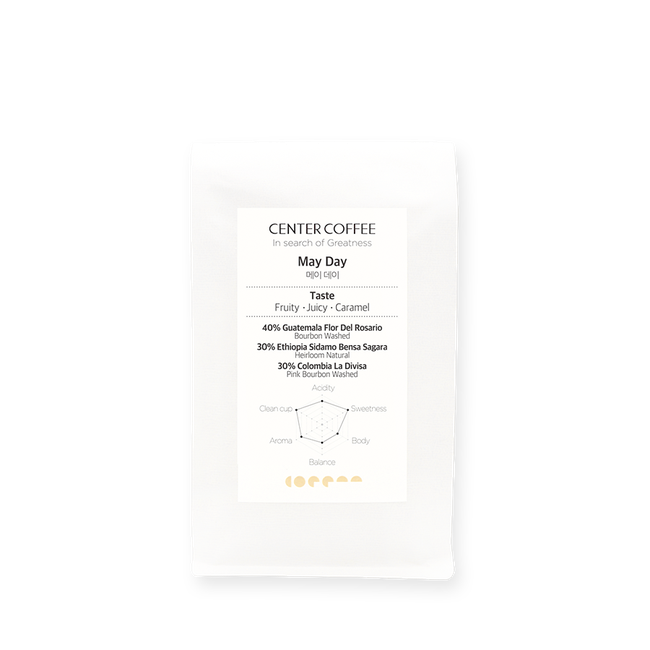 CENTER COFFEE
In search of Greatness
May Day
메이 데이
Taste
Fruity · Juicy · Caramel
40% Guatemala Flor Del Rosario
Bourbon Washed
30% Ethiopia Sidamo Bensa Sagara
Heirloom Natural
30% Colombia La Divisa
Pink Bourbon Washed
Acidity
Clean cup
Sweetness
Aroma
Body
Balance